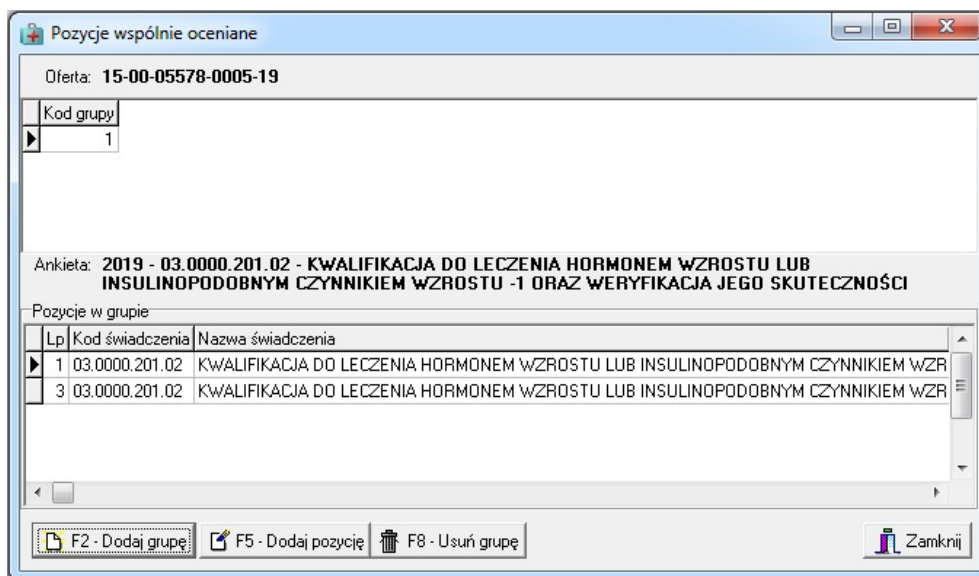 Pozycje wspólnie oceniane
Oferta: 15-00-05578-0005-19
Kod grupy
1
Ankieta: 2019 - 03.0000.201.02 - KWALIFIKACJA DO LECZENIA HORMONEM WZROSTU LUB
INSULINOPODOBNYM CZYNNIKIEM WZROSTU -1 ORAZ WERYFIKACJA JEGO SKUTECZNOŚCI
Pozycje w grupie
Lp Kod świadczenia Nazwa świadczenia
1 03.0000.201.02 KWALIFIKACJA DO LECZENIA HORMONEM WZROSTU LUB INSULINOPODOBNYM CZYNNIKIEM WZR
3 03.0000.201.02 KWALIFIKACJA DO LECZENIA HORMONEM WZROSTU LUB INSULINOPODOBNYM CZYNNIKIEM WZR
F2 - Dodaj grupę F5 - Dodaj pozycję F8 - Usuń grupę Zamknij